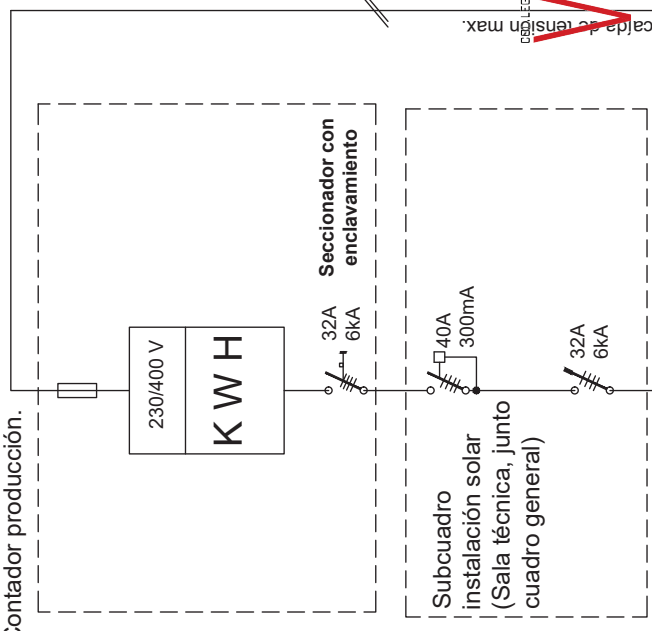 caída de tensión max.
Contador producción.
230/400 V
K W H
Seccionador con
enclavamiento
32A
6kA
Subcuadro
instalación solar
(Sala técnica, junto
cuadro general)
40A
300mA
32A
6kA